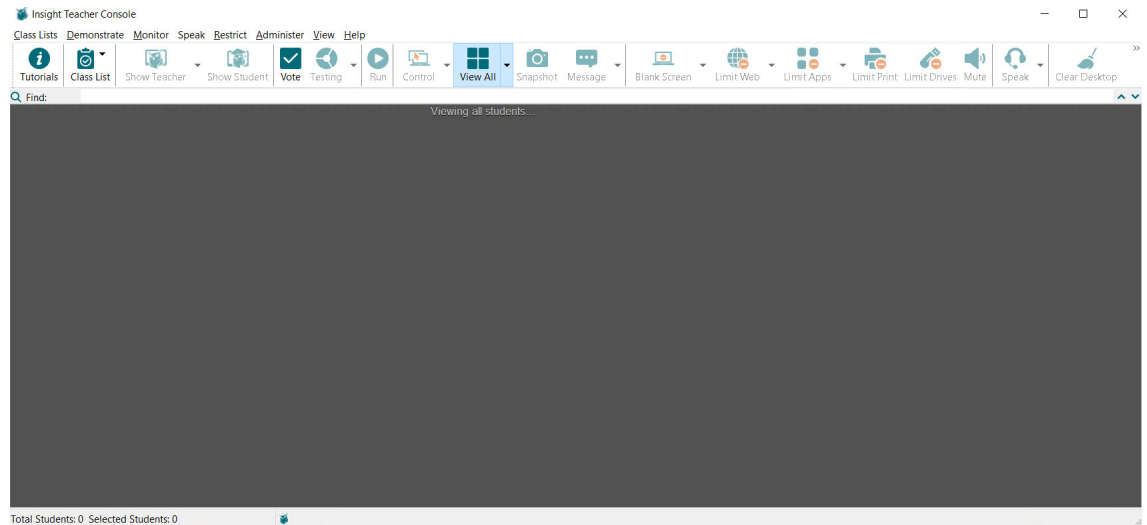 Insight Teacher Console
Class Lists Demonstrate Monitor Speak Restrict Administer View Help
Tutorials Class List Show Teacher Show Student Vote Testing Run Control View All Snapshot Message Blank Screen Limit Web Limit Apps Limit Print Limit Drives Mute Speak Clear Desktop
Find:
Viewing all students...
Total Students: 0 Selected Students: 0